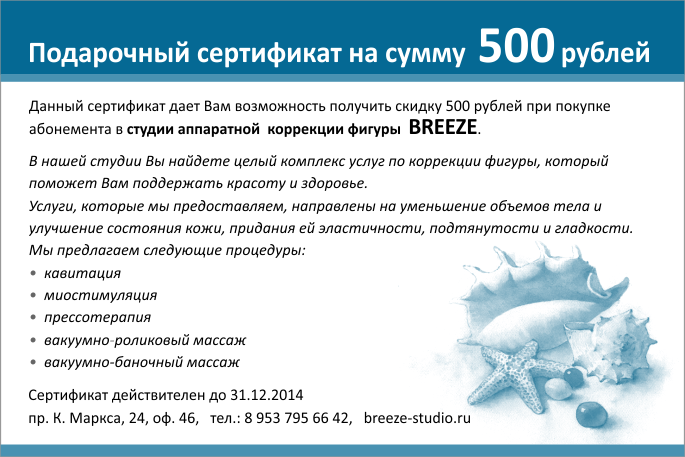 Подарочный сертификат на сумму 500 рублей
Данный сертификат дает Вам возможность получить скидку 500 рублей при покупке
абонемента в студии аппаратной коррекции фигуры BREEZE.
В нашей студии Вы найдете целый комплекс услуг по коррекции фигуры, который
поможет Вам поддержать красоту и здоровье.
Услуги, которые мы предоставляем, направлены на уменьшение объемов тела и
улучшение состояния кожи, придания ей эластичности, подтянутости и гладкости.
Мы предлагаем следующие процедуры:
• кавитация
• миостимуляция
• прессотерапия
• вакуумно-роликовый массаж
• вакуумно-баночный массаж
Сертификат действителен до 31.12.2014
пр. К. Маркса, 24, оф. 46, тел.: 8 953 795 66 42, breeze-studio.ru